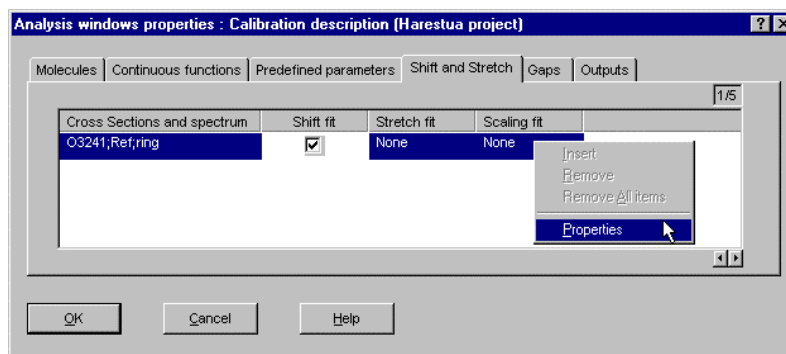 Analysis windows properties : Calibration description (Harestua project)
Molecules Continuous functions Predefined parameters Shift and Stretch Gaps Outputs
1/5
Cross Sections and spectrum Shift fit Stretch fit Scaling fit
O3241;Ref;ring None None
Insert
Remove
Remove All items
Properties
OK Cancel Help